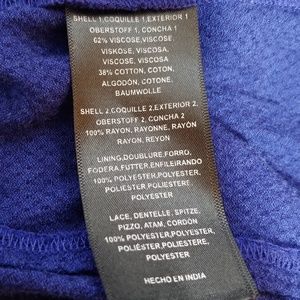 SHELL 1,COQUILLE 1,EXTERIOR 1
OBERSTOFF 1, CONCHA 1
62% VISCOSE,VISCOSE,
VISKOSE, VISCOSA,
VISCOSE, VISCOSA
38% COTTON, COTON,
ALGODÓN, COTONE,
BAUMWOLLE
SHELL 2,COQUILLE 2,EXTERIOR 2,
OBERSTOFF 2, CONCHA 2
100% RAYON, RAYONNE, RAYÓN
RAYON, REYON
LINING,DOUBLURE,FORRO,
FODERA,FUTTER,ENFILEIRANDO
100% POLYESTER,POLYESTER,
POLIÉSTER,POLIESTERE,
POLYESTER
LACE, DENTELLE, SPITZE,
PIZZO, ATAM, CORDÓN
100% POLYESTER,POLYESTER,
POLIÉSTER,POLIESTERE,
POLYESTER
HECHO EN INDIA